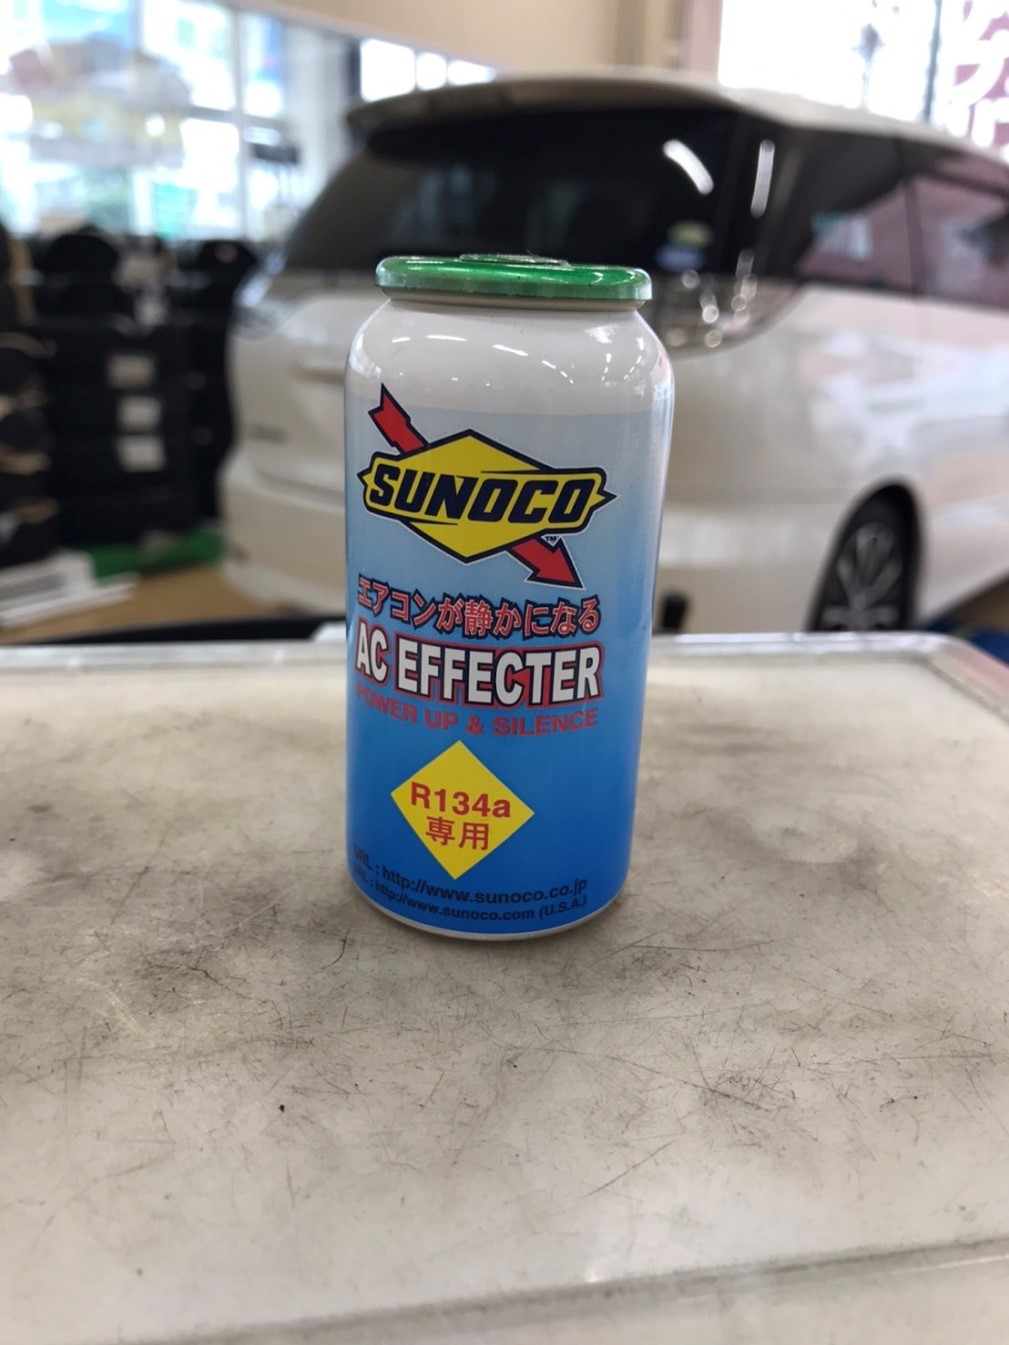 SUNOCO
TM
エアコンが静かになる
AC EFFECTER
POWER UP & SILENCE
R134a
専用
URL : http://www.sunoco.co.jp
URL : http://www.sunoco.com (U.S.A.)